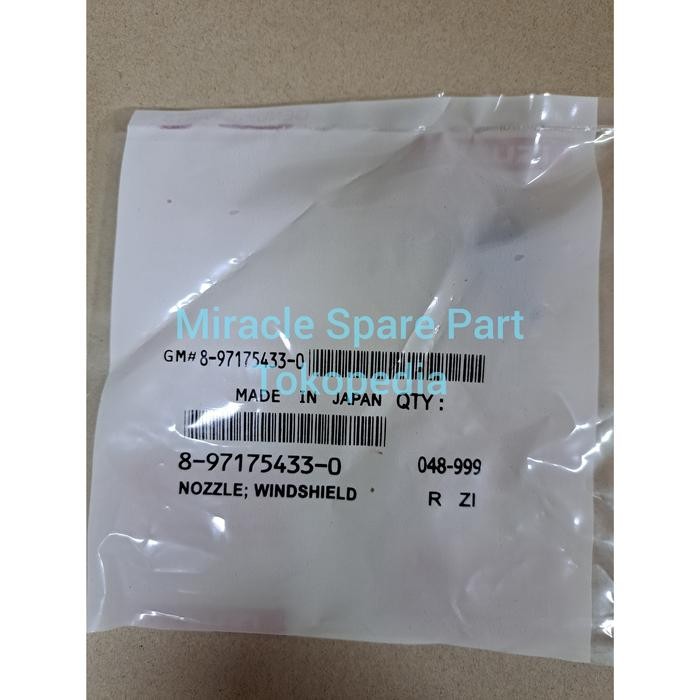 Miracle Spare Part
Tokopedia
GM# 8-97175433-0
MADE IN JAPAN QTY:
8-97175433-0 048-999
NOZZLE; WINDSHIELD R ZI